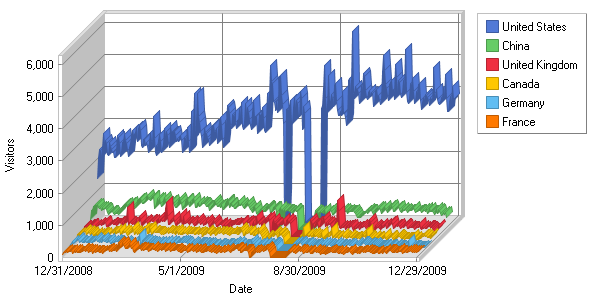 United States
China
United Kingdom
Canada
Germany
France
Visitors
6,000
5,000
4,000
3,000
2,000
1,000
0
12/31/2008 5/1/2009 8/30/2009 12/29/2009
Date